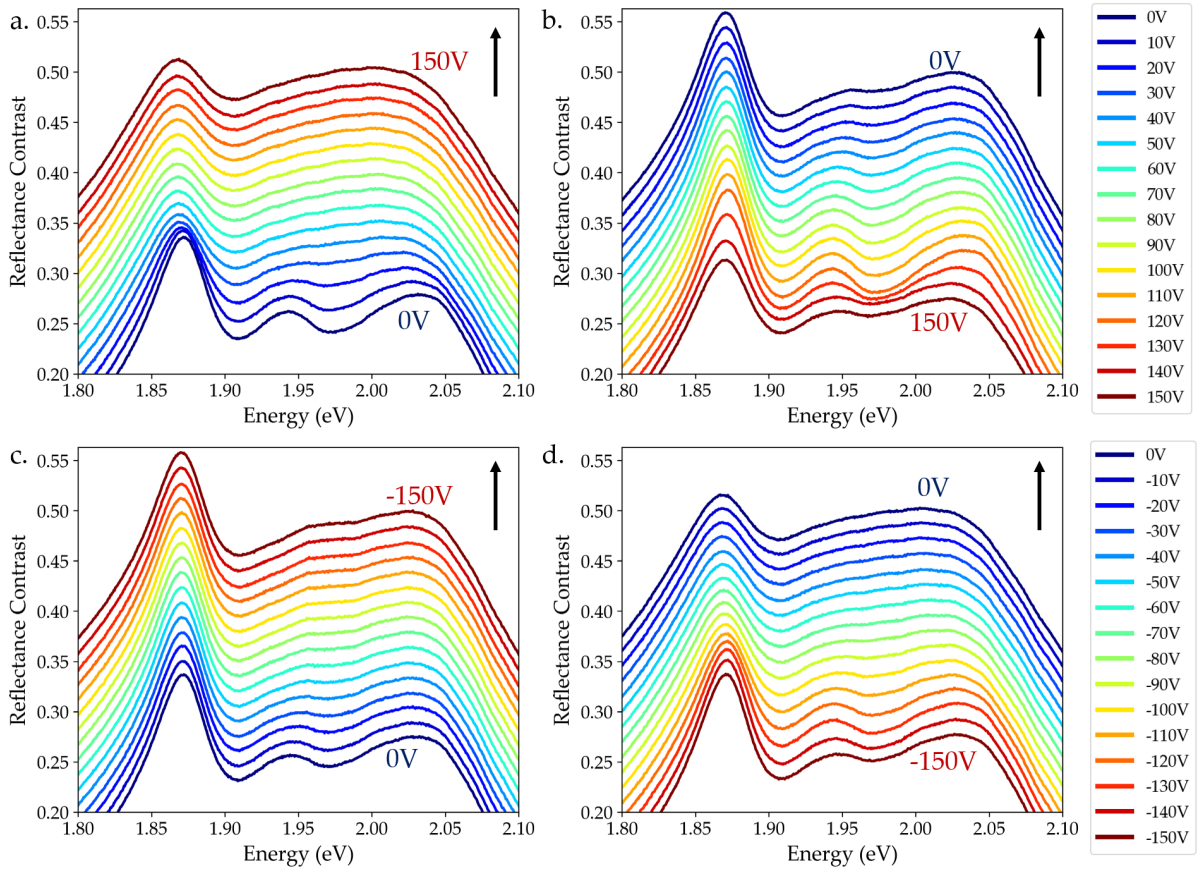 a.
Reflectance Contrast
0.55
0.50
0.45
0.40
0.35
0.30
0.25
0.20
150V
0V
1.80 1.85 1.90 1.95 2.00 2.05 2.10
Energy (eV)
b.
Reflectance Contrast
0.55
0.50
0.45
0.40
0.35
0.30
0.25
0.20
0V
150V
1.80 1.85 1.90 1.95 2.00 2.05 2.10
Energy (eV)
0V
10V
20V
30V
40V
50V
60V
70V
80V
90V
100V
110V
120V
130V
140V
150V
c.
Reflectance Contrast
0.55
0.50
0.45
0.40
0.35
0.30
0.25
0.20
-150V
0V
1.80 1.85 1.90 1.95 2.00 2.05 2.10
Energy (eV)
d.
Reflectance Contrast
0.55
0.50
0.45
0.40
0.35
0.30
0.25
0.20
0V
-150V
1.80 1.85 1.90 1.95 2.00 2.05 2.10
Energy (eV)
0V
-10V
-20V
-30V
-40V
-50V
-60V
-70V
-80V
-90V
-100V
-110V
-120V
-130V
-140V
-150V